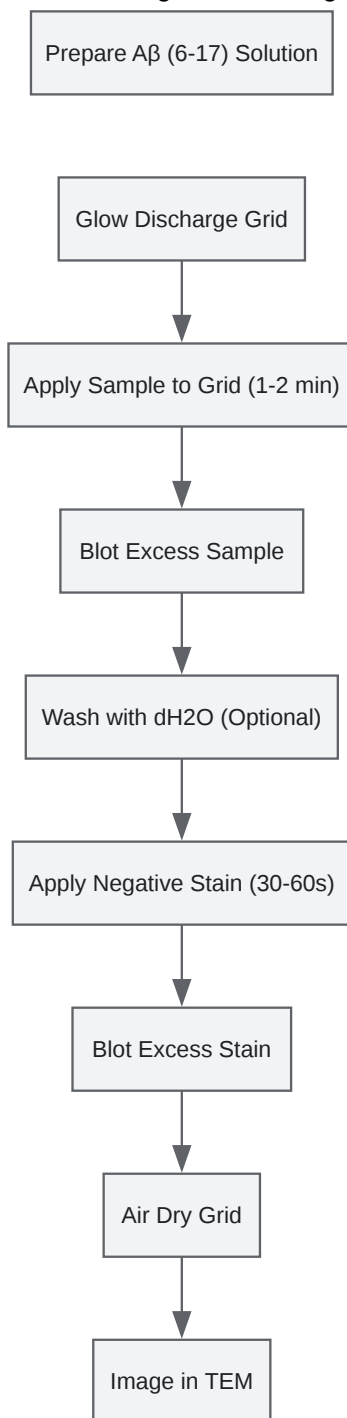 Prepare Aβ (6-17) Solution
Glow Discharge Grid
Apply Sample to Grid (1-2 min)
Blot Excess Sample
Wash with dH2O (Optional)
Apply Negative Stain (30-60s)
Blot Excess Stain
Air Dry Grid
Image in TEM